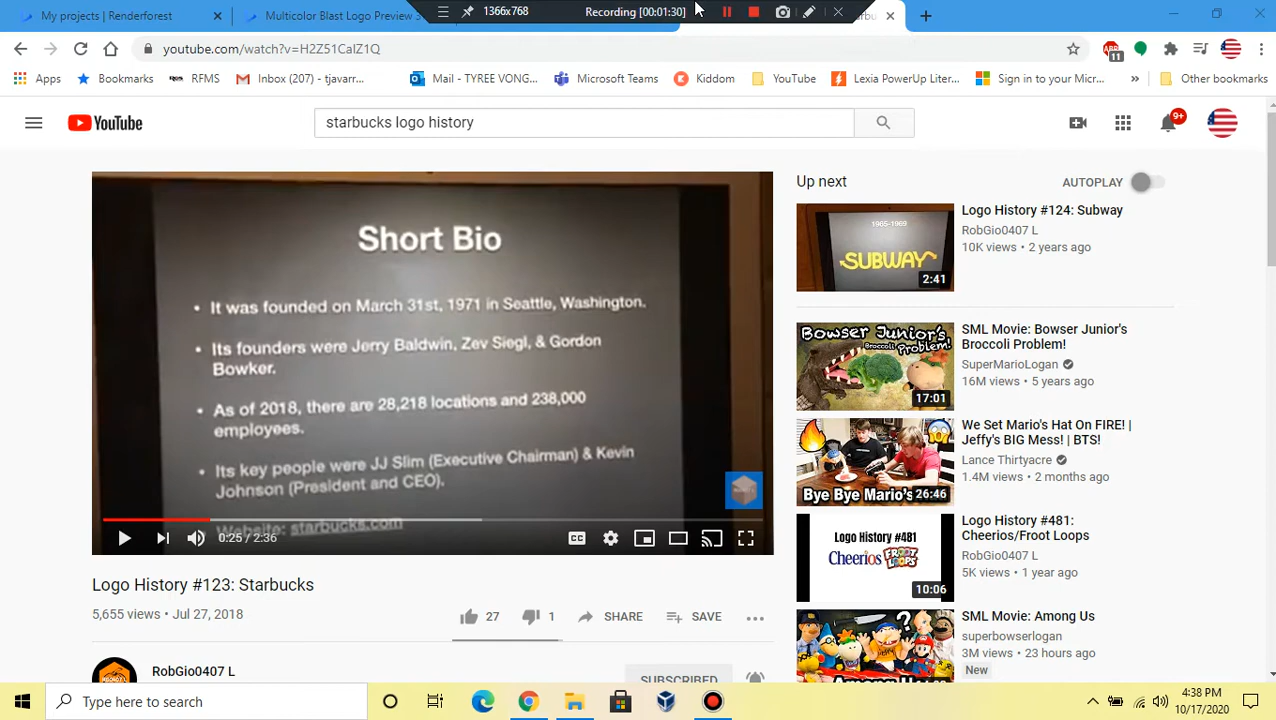 My projects | Renderforest
Multicolor Blast Logo Preview
1366x768
Recording [00:01:30]
youtube.com/watch?v=H2Z51CalZ1Q
11
Apps
Bookmarks
RFMS
Inbox (207) - tjavarr...
Mail - TYREE VONG...
Microsoft Teams
Kiddom
YouTube
Lexia PowerUp Liter...
Sign in to your Micr...
Other bookmarks
YouTube
starbucks logo history
9+
Short Bio
• It was founded on March 31st, 1971 in Seattle, Washington.
• Its founders were Jerry Baldwin, Zev Siegl, & Gordon
Bowker.
• As of 2018, there are 28,218 locations and 238,000
employees.
• Its key people were JJ Slim (Executive Chairman) & Kevin
Johnson (President and CEO).
Website: starbucks.com
0:25 / 2:36
CC
Logo History #123: Starbucks
5,655 views • Jul 27, 2018
27
1
SHARE
SAVE
RobGio0407 L
SUBSCRIBED
Up next
AUTOPLAY
1965-1969
SUBWAY
2:41
Logo History #124: Subway
RobGio0407 L
10K views • 2 years ago
BOWSER JUNIOR'S
Broccoli PROBLEM!
17:01
SML Movie: Bowser Junior's
Broccoli Problem!
SuperMarioLogan
16M views • 5 years ago
Bye Bye Mario's
26:46
We Set Mario's Hat On FIRE! |
Jeffy's BIG Mess! | BTS!
Lance Thirtyacre
1.4M views • 2 months ago
Logo History #481
Cheerios
FROOT LOOPS
10:06
Logo History #481:
Cheerios/Froot Loops
RobGio0407 L
5K views • 1 year ago
SML Movie: Among Us
superbowserlogan
3M views • 23 hours ago
New
Type here to search
4:38 PM
10/17/2020